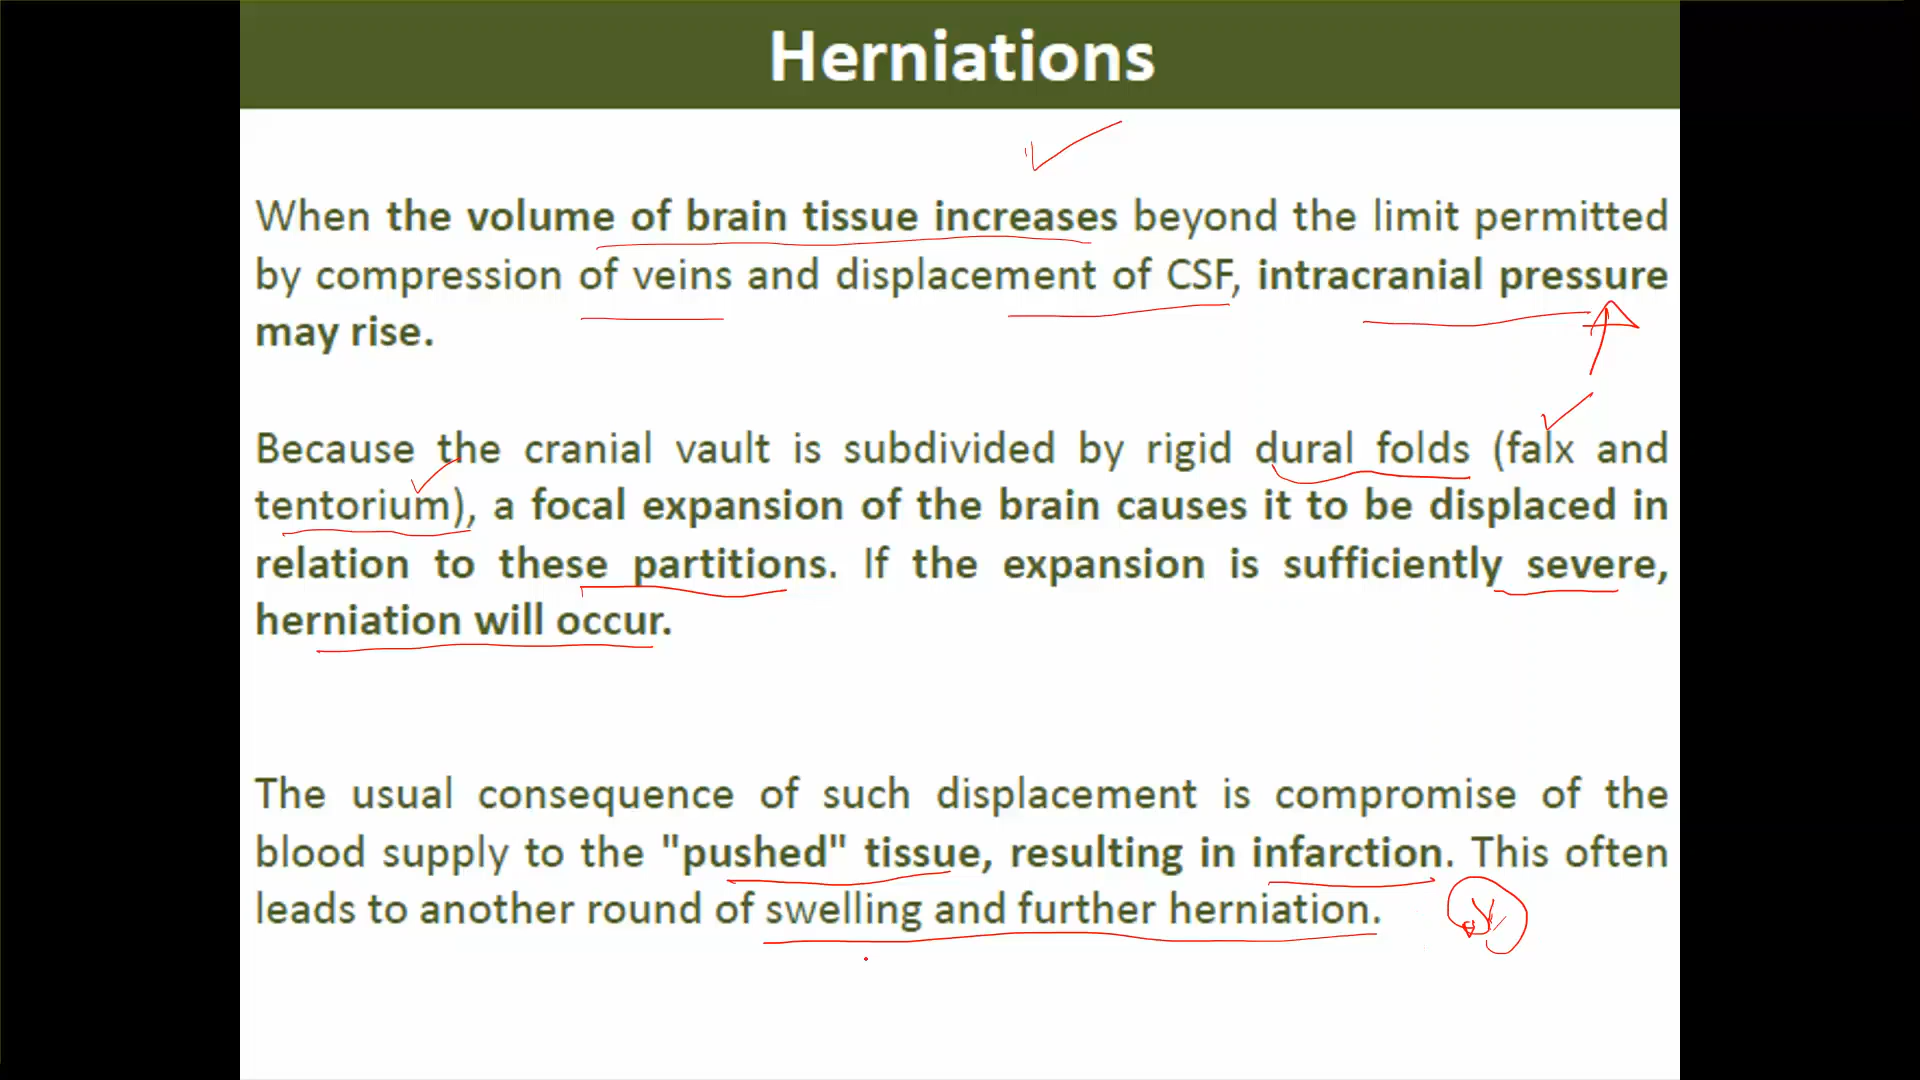 Herniations
When the volume of brain tissue increases beyond the limit permitted
by compression of veins and displacement of CSF, intracranial pressure
may rise.
Because the cranial vault is subdivided by rigid dural folds (falx and
tentorium), a focal expansion of the brain causes it to be displaced in
relation to these partitions. If the expansion is sufficiently severe,
herniation will occur.
The usual consequence of such displacement is compromise of the
blood supply to the "pushed" tissue, resulting in infarction. This often
leads to another round of swelling and further herniation.